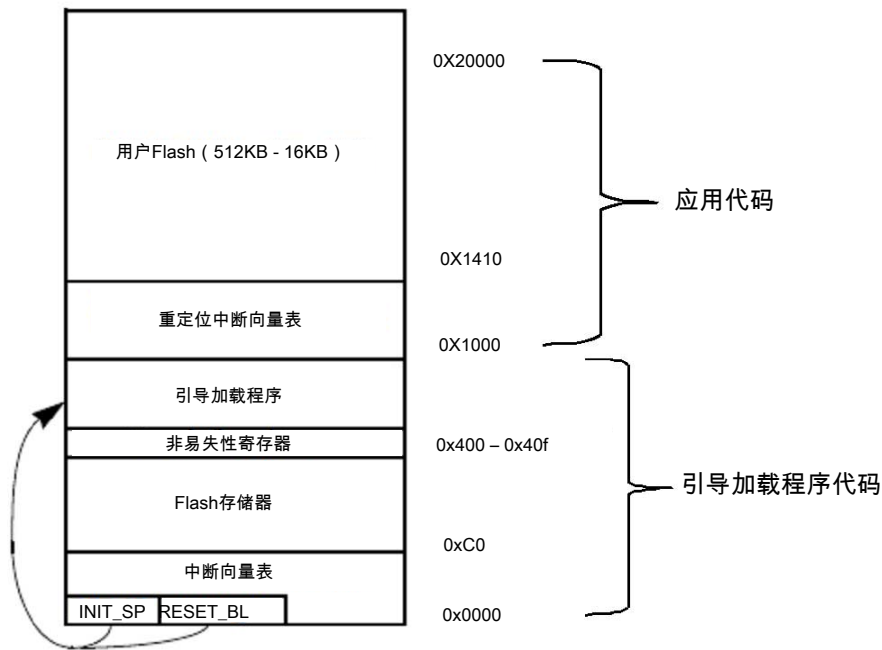 0X20000
用户Flash（512KB - 16KB）
应用代码
0X1410
重定位中断向量表
0X1000
引导加载程序
非易失性寄存器
0x400 – 0x40f
引导加载程序代码
Flash存储器
0xC0
中断向量表
INIT_SP RESET_BL
0x0000